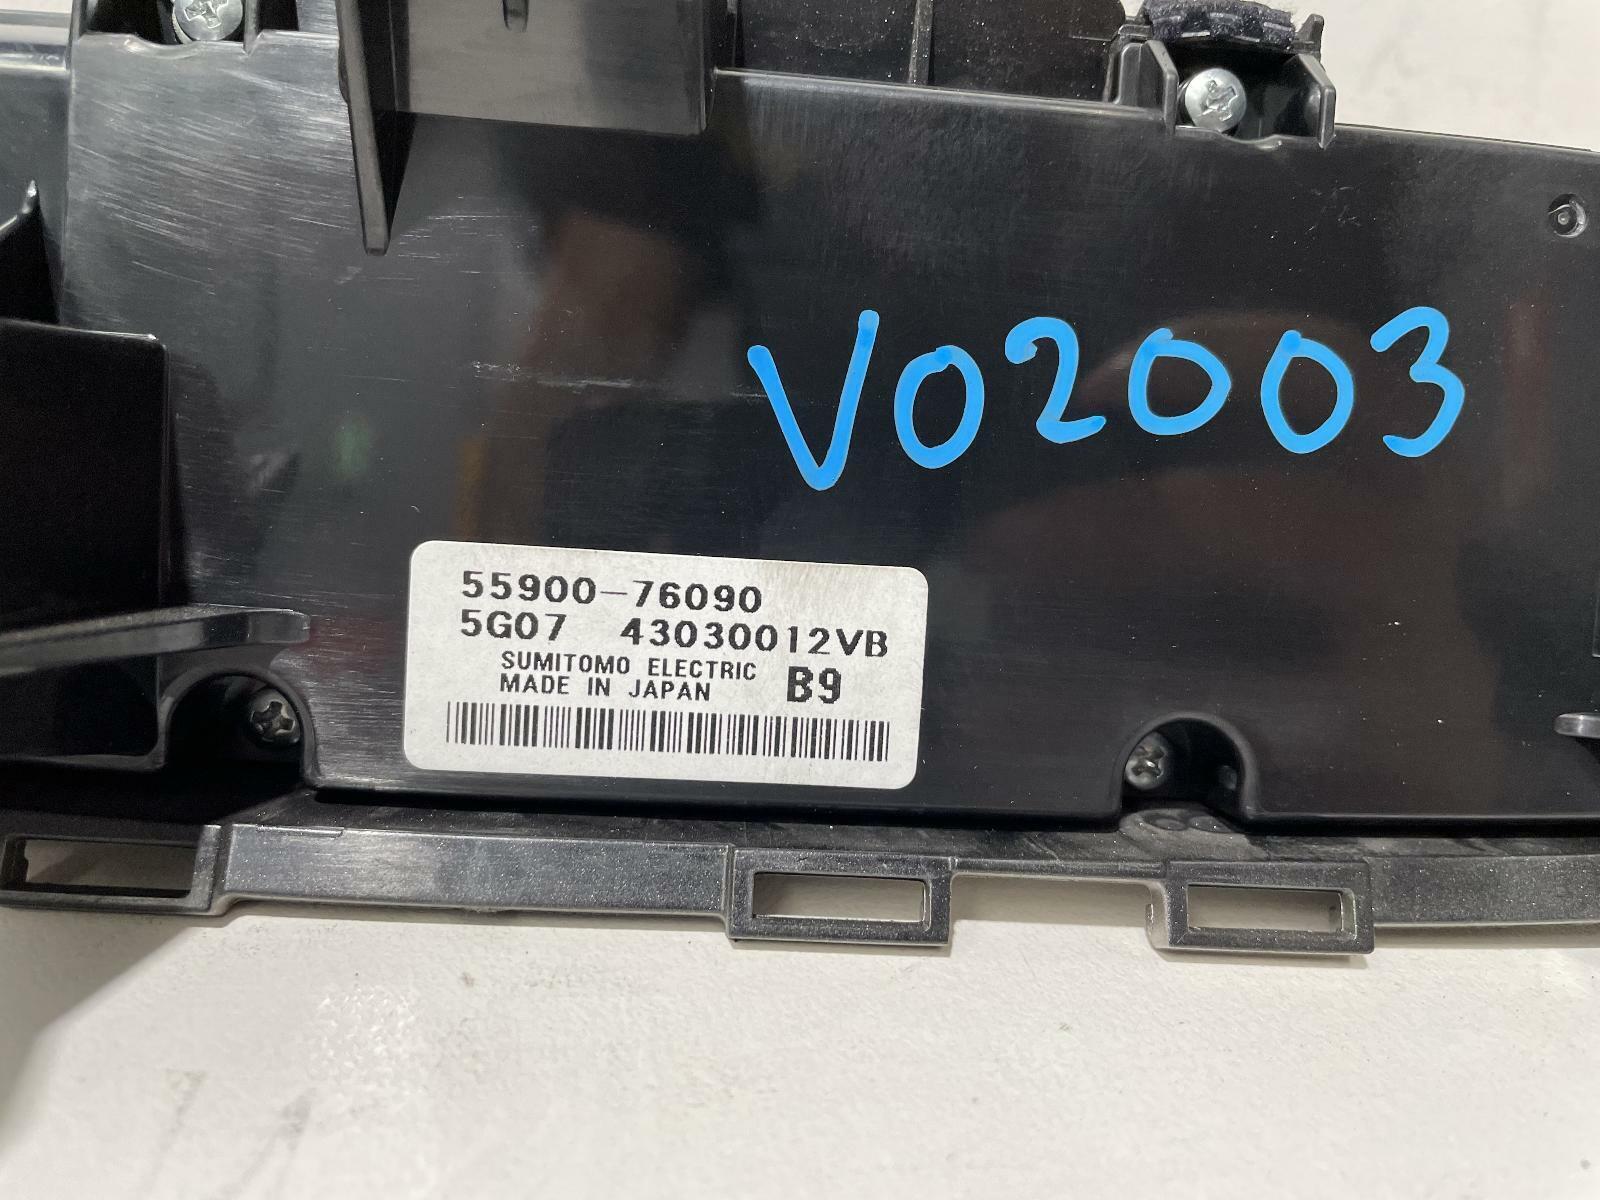 V02003
55900-76090
5G07 43030012VB
SUMITOMO ELECTRIC
MADE IN JAPAN B9